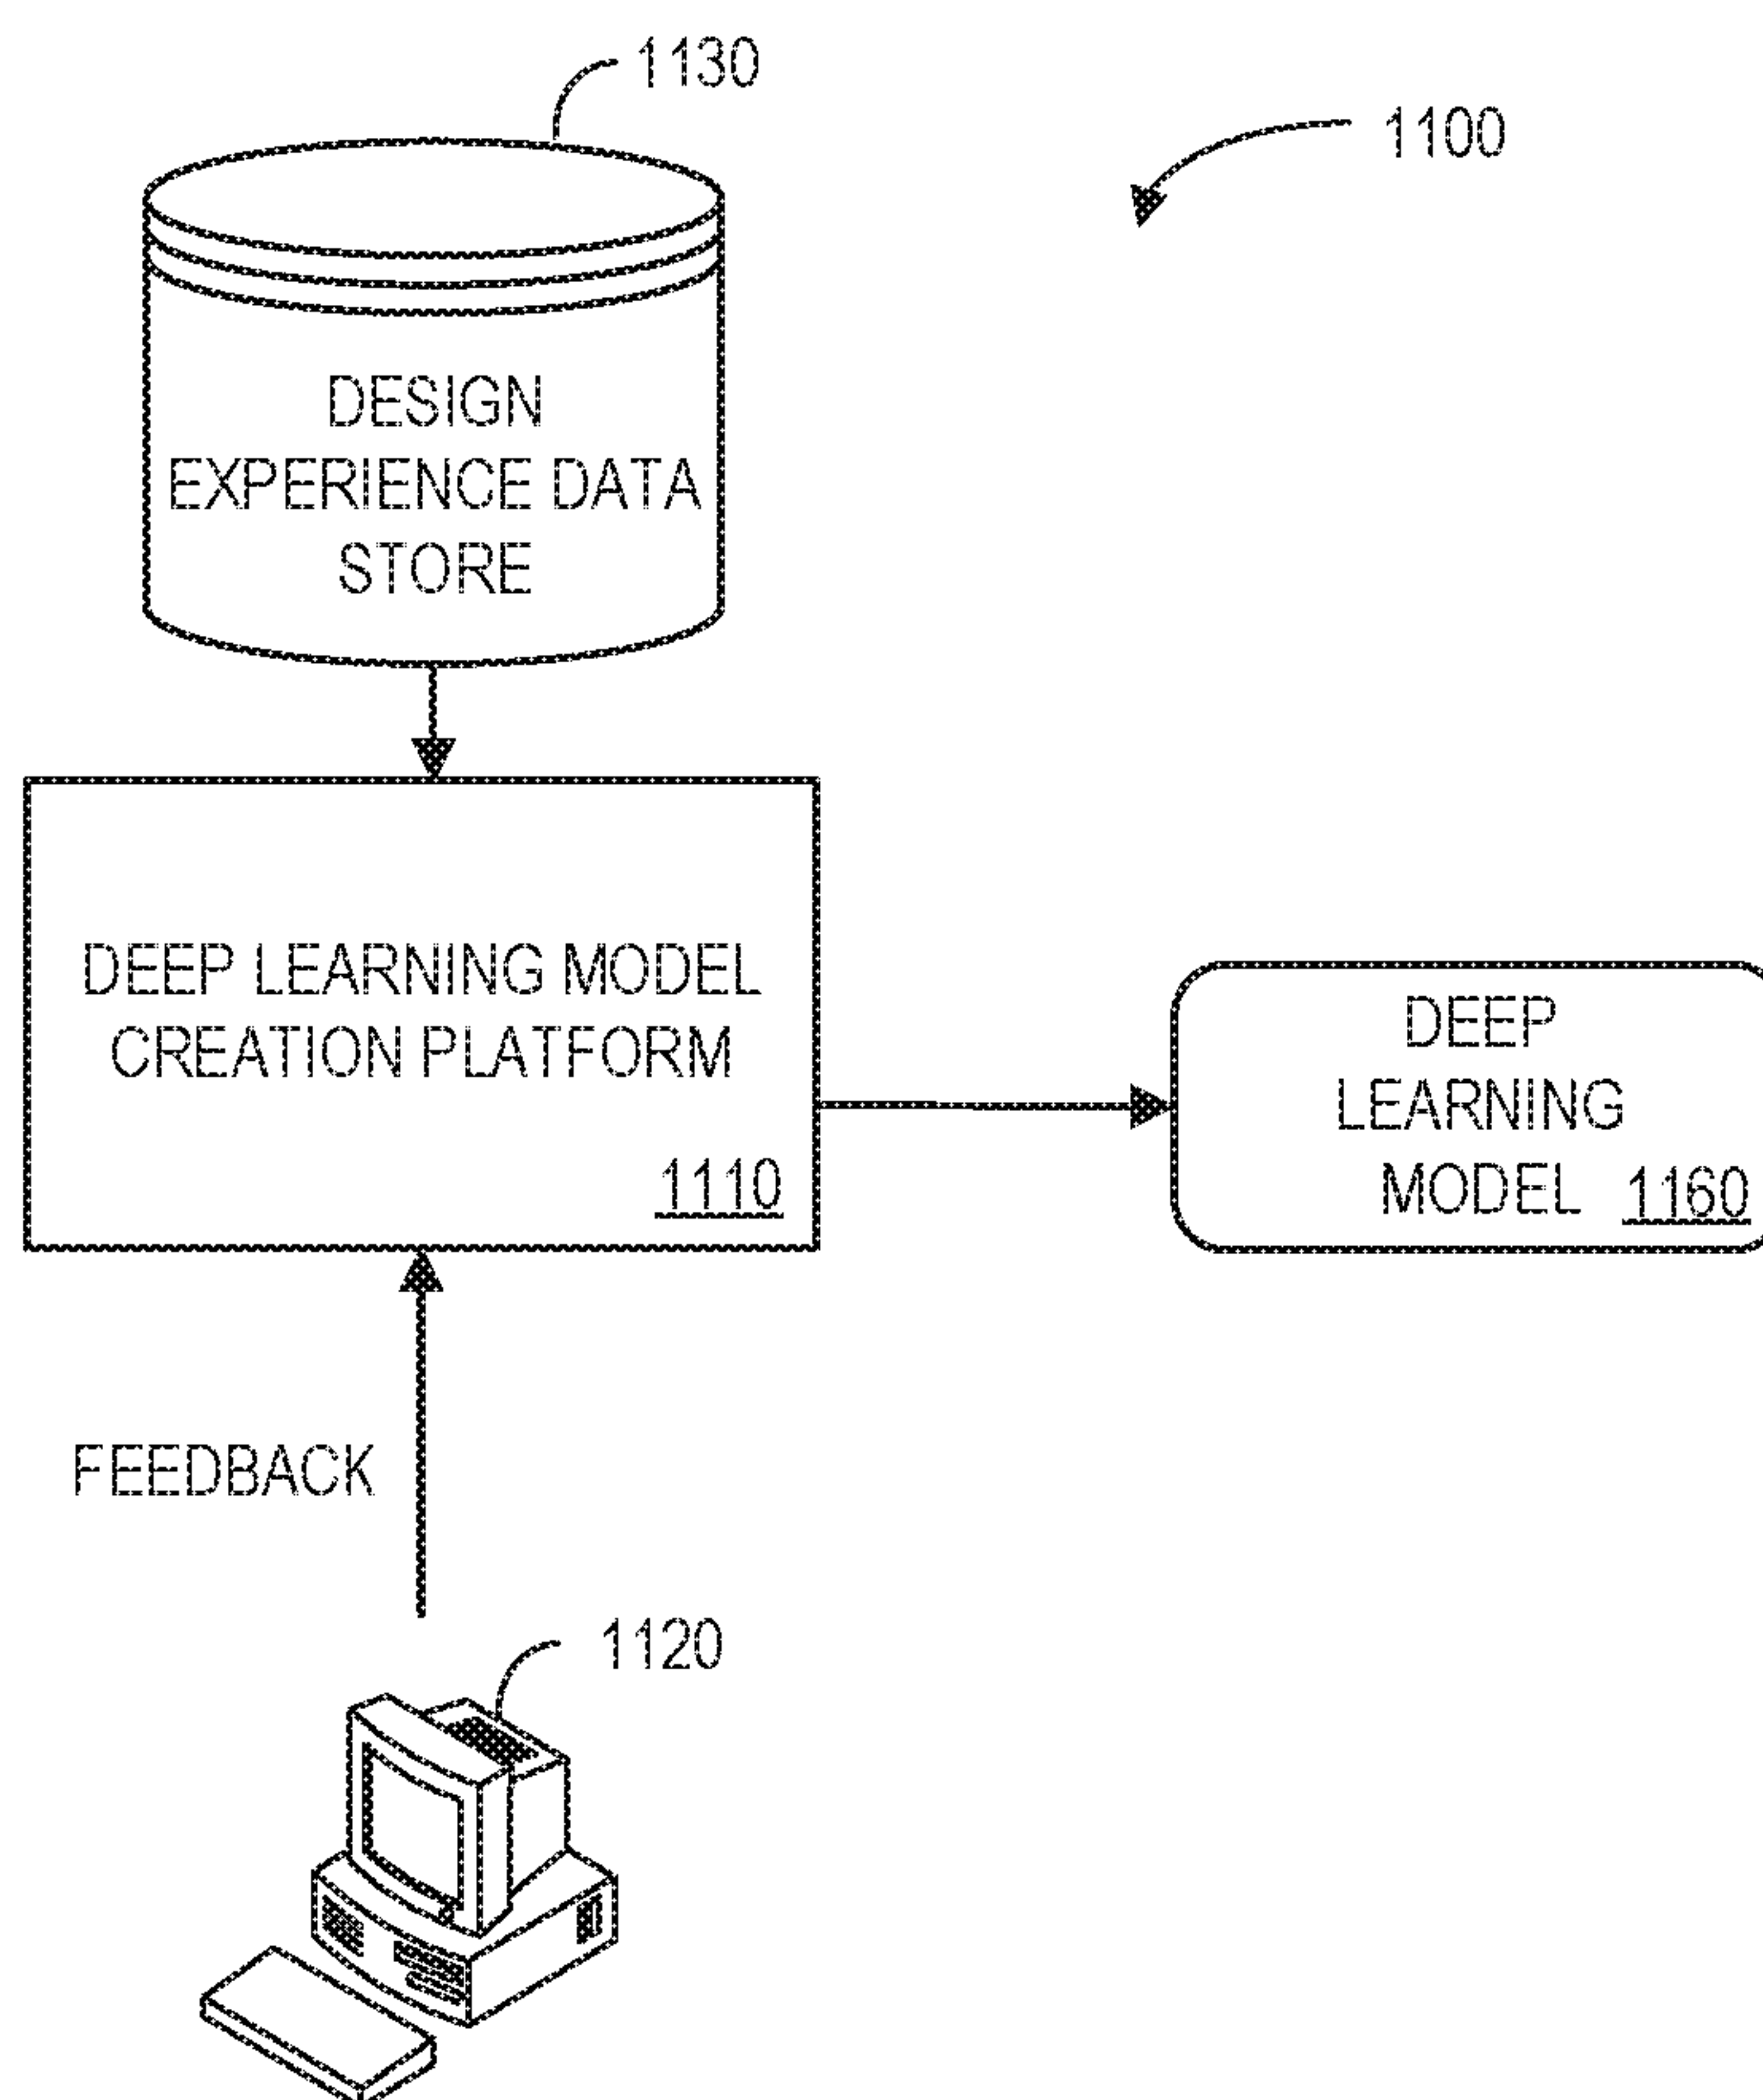 1130
1100
DESIGN
EXPERIENCE DATA
STORE
DEEP LEARNING MODEL
CREATION PLATFORM
1110
DEEP
LEARNING
MODEL 1160
FEEDBACK
1120